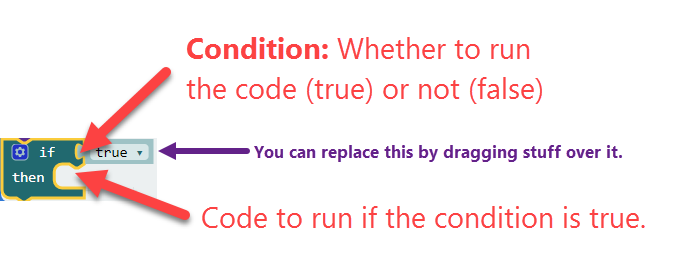 Condition: Whether to run
the code (true) or not (false)
if true
You can replace this by dragging stuff over it.
then
Code to run if the condition is true.